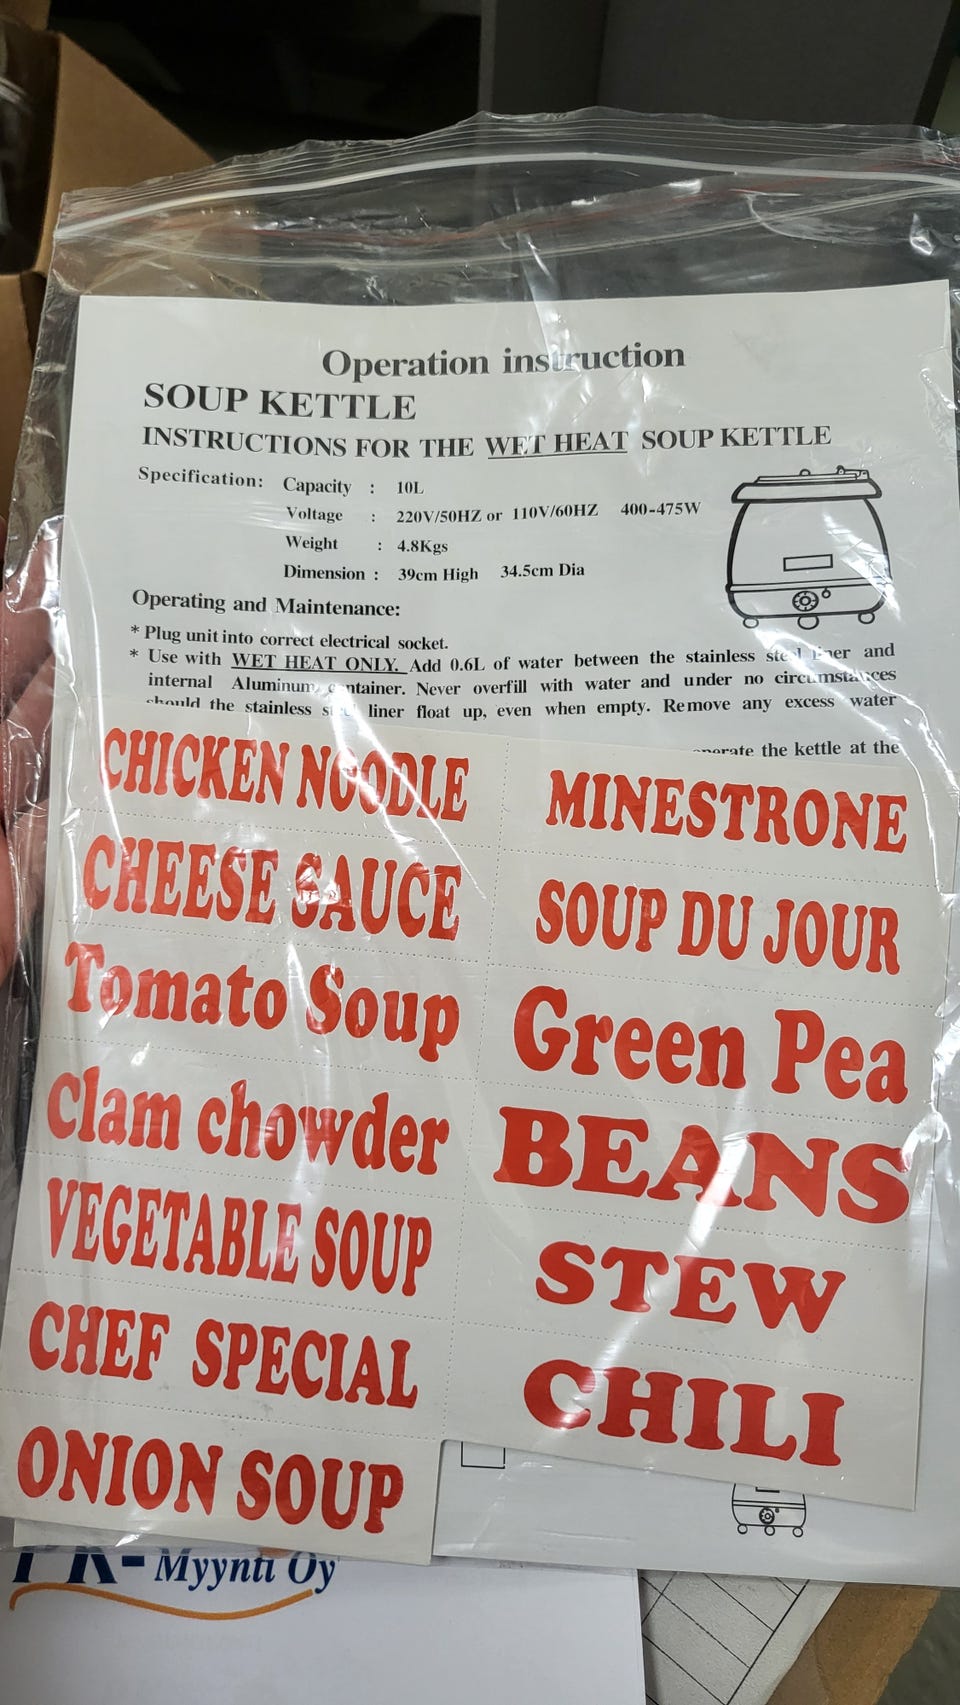 Operation instruction
SOUP KETTLE
INSTRUCTIONS FOR THE WET HEAT SOUP KETTLE
Specification: Capacity : 10L
Voltage : 220V/50HZ or 110V/60HZ 400-475W
Weight : 4.8Kgs
Dimension : 39cm High 34.5cm Dia
Operating and Maintenance:
* Plug unit into correct electrical socket.
* Use with WET HEAT ONLY. Add 0.6L of water between the stainless steel liner and
internal Aluminum container. Never overfill with water and under no circumstances
should the stainless steel liner float up, even when empty. Remove any excess water
operate the kettle at the
CHICKEN NOODLE
CHEESE SAUCE
Tomato Soup
Clam chowder
VEGETABLE SOUP
CHEF SPECIAL
ONION SOUP
MINESTRONE
SOUP DU JOUR
Green Pea
BEANS
STEW
CHILI
PK-Myynti Oy